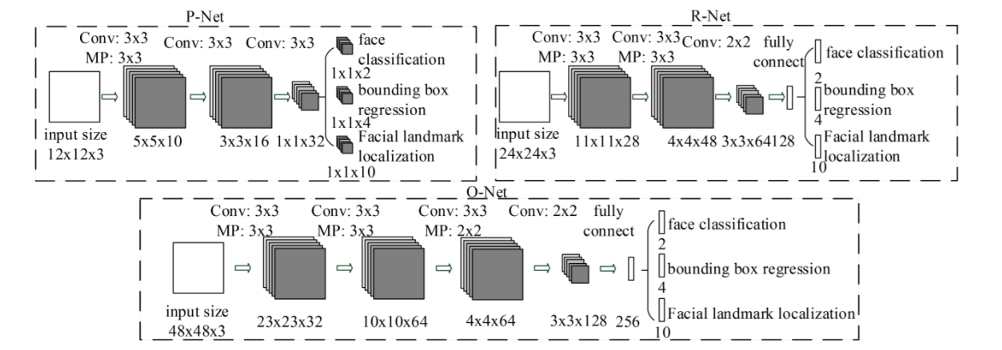 P-Net
Conv: 3x3 Conv: 3x3 Conv: 3x3
MP: 3x3
face
classification
1x1x2
bounding box
regression
1x1x4
Facial landmark
localization
1x1x10
input size
12x12x3
5x5x10
3x3x16
1x1x32
R-Net
Conv: 3x3 Conv: 3x3 Conv: 2x2 fully
MP: 3x3 MP: 3x3 connect
face classification
2
bounding box
regression
4
Facial landmark
localization
10
input size
24x24x3
11x11x28
4x4x48
3x3x64
128
O-Net
Conv: 3x3 Conv: 3x3 Conv: 3x3 Conv: 2x2 fully
MP: 3x3 MP: 3x3 MP: 2x2 connect
face classification
2
bounding box regression
4
Facial landmark localization
10
input size
48x48x3
23x23x32
10x10x64
4x4x64
3x3x128
256